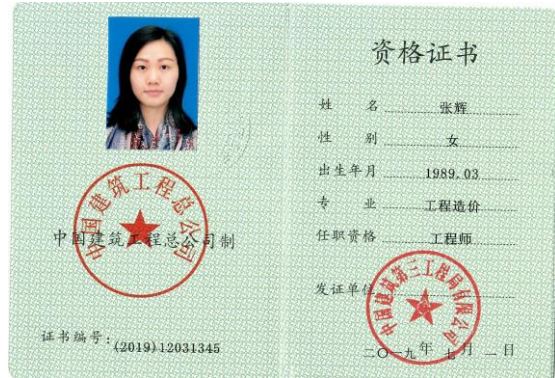 中国建筑工程总公司
中国建筑工程总公司制
证书编号：(2019)12031345
资格证书
姓 名 张辉
性 别 女
出生年月 1989.03
专 业 工程造价
任职资格 工程师
发证单位
中国建筑第三工程局有限公司
二〇一九年 七月 一日